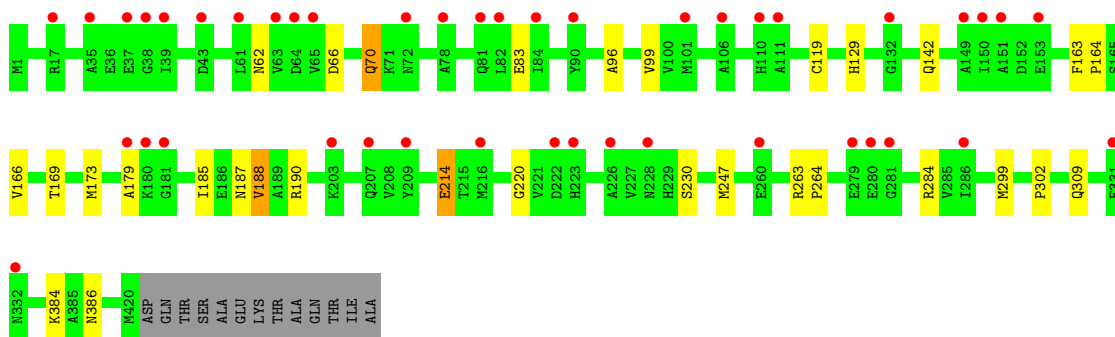 M1 R17 A35 E36 E37 G38 I39 D43 L61 N62 V63 D64 V65 D66 Q70 K71 N72 A78 Q81 L82 E83 I84 Y90 A96 V99 V100 M101 A106 H110 A111 C119 H129 G132 Q142 A149 I150 A151 D152 E153 F163 P164 S165
V166 T169 M173 A179 K180 G181 I185 E186 N187 V188 A189 R190 K203 Q207 V208 Y209 E214 T215 M216 G220 V221 D222 H223 A226 V227 N228 H229 S230 M247 E260 R263 P264 E279 E280 G281 R284 V285 I286 M299 P302 Q309 E331
N332 K384 A385 N386 M420 ASP GLN THR SER ALA GLU LYS THR ALA GLN THR ILE ALA